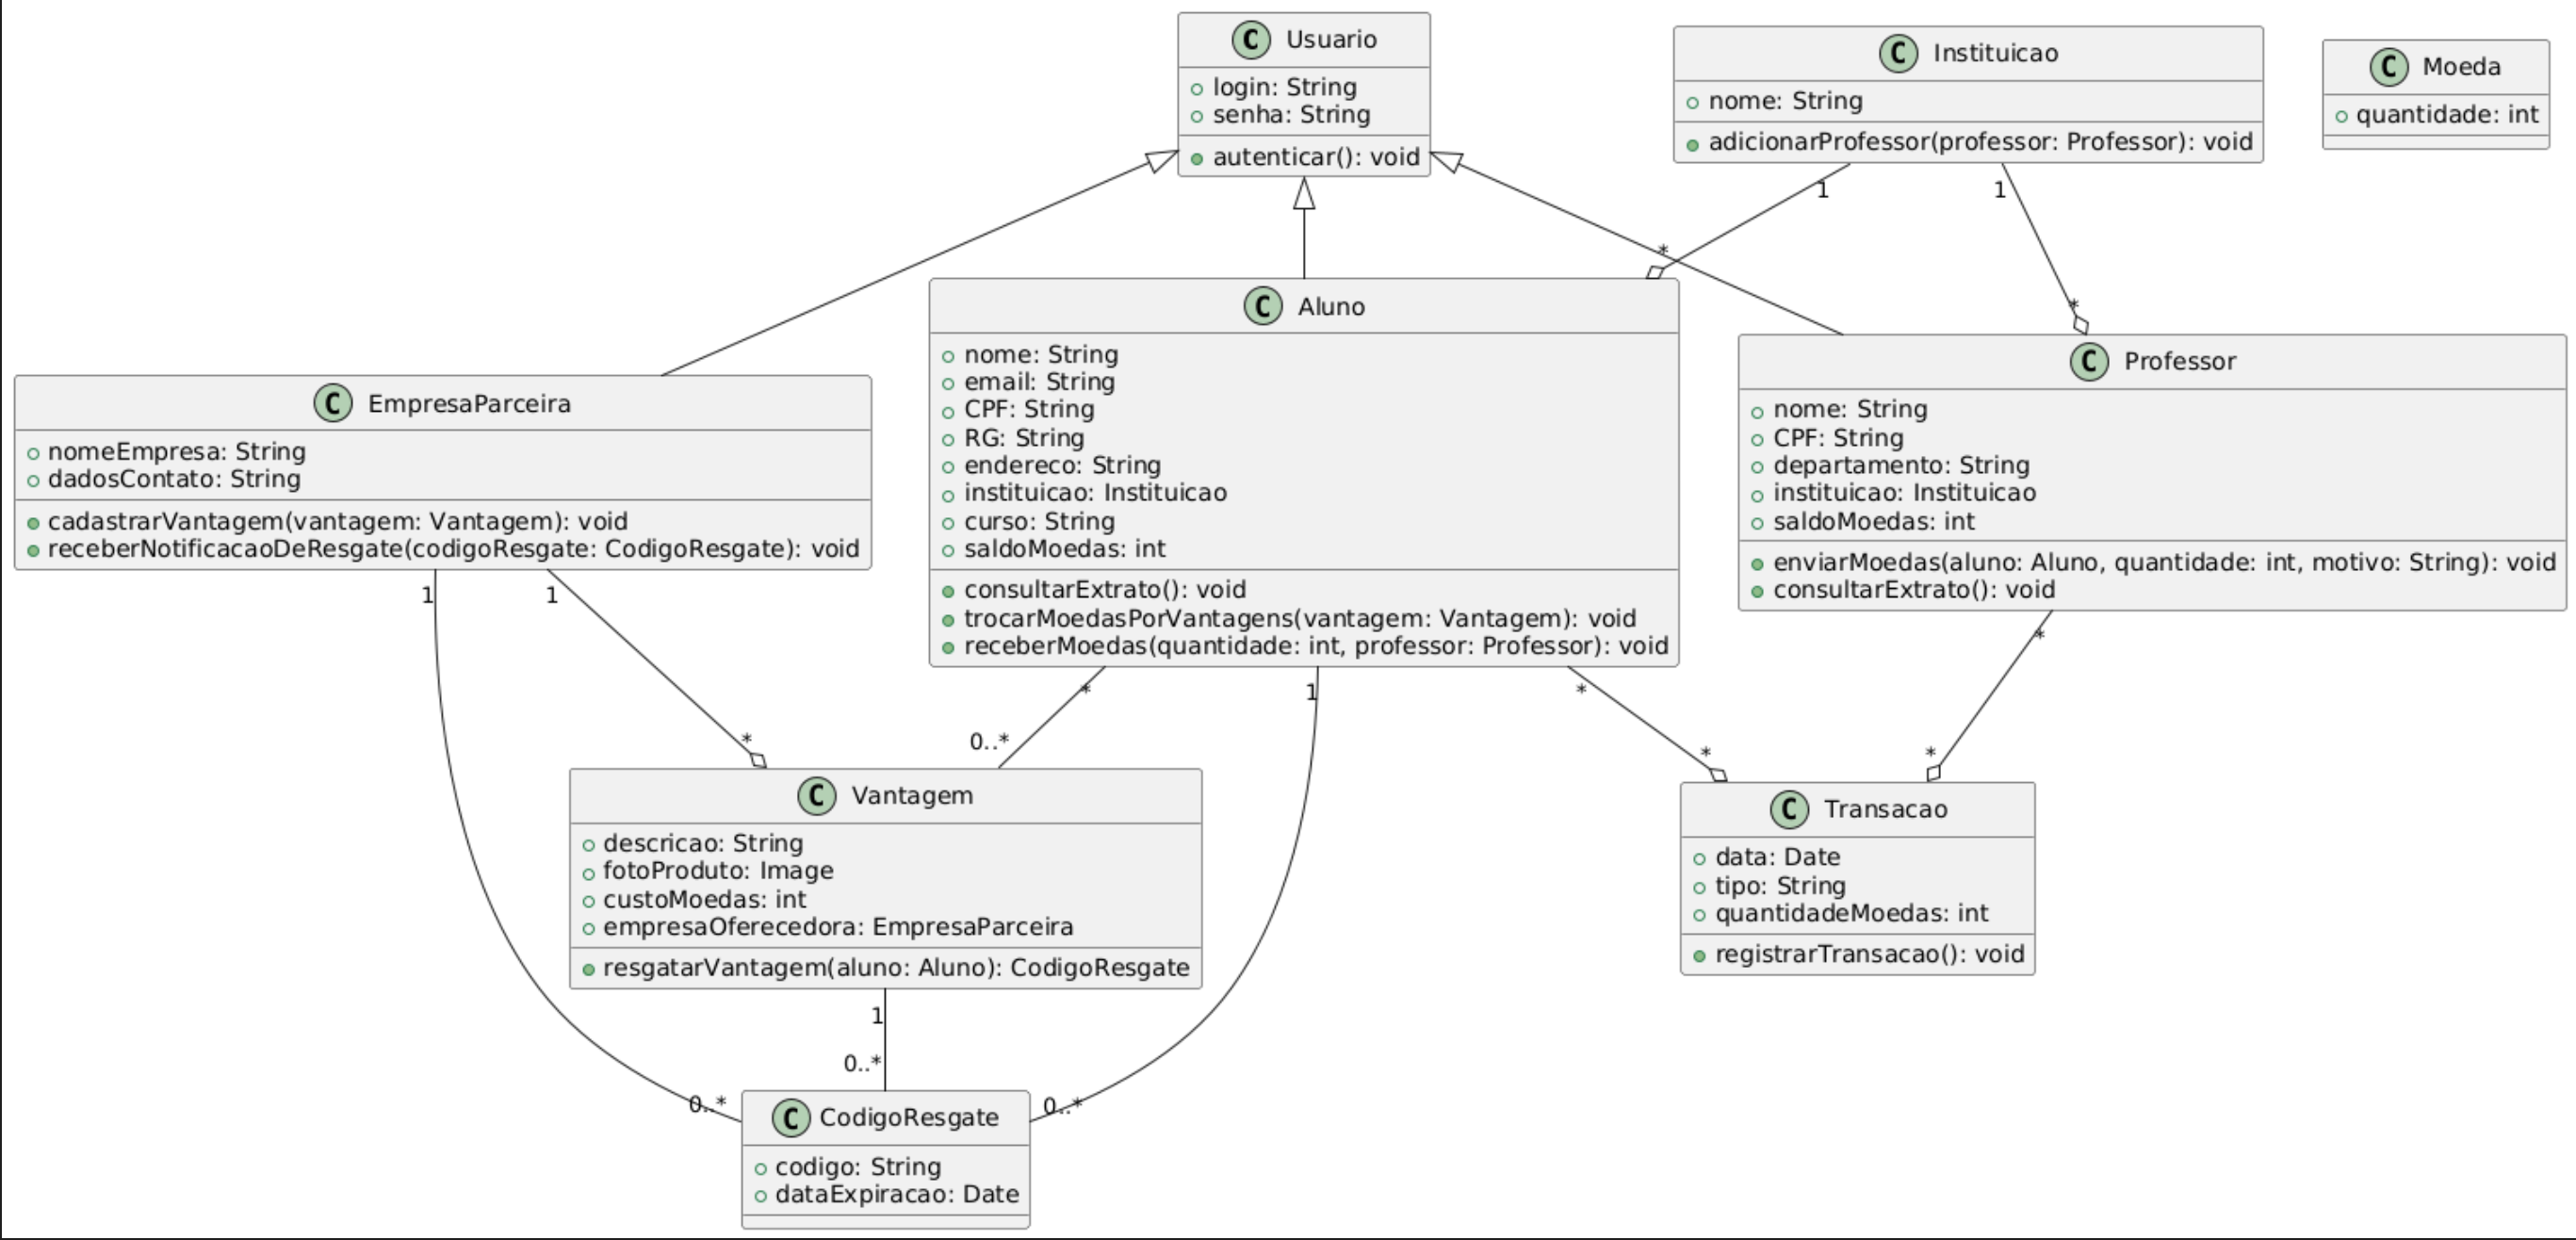 C Usuario
login: String
senha: String
autenticar(): void
C Instituicao
nome: String
adicionarProfessor(professor: Professor): void
C Moeda
quantidade: int
1
1
*
*
C EmpresaParceira
nomeEmpresa: String
dadosContato: String
cadastrarVantagem(vantagem: Vantagem): void
receberNotificacaoDeResgate(codigoResgate: CodigoResgate): void
C Aluno
nome: String
email: String
CPF: String
RG: String
endereco: String
instituicao: Instituicao
curso: String
saldoMoedas: int
consultarExtrato(): void
trocarMoedasPorVantagens(vantagem: Vantagem): void
receberMoedas(quantidade: int, professor: Professor): void
C Professor
nome: String
CPF: String
departamento: String
instituicao: Instituicao
saldoMoedas: int
enviarMoedas(aluno: Aluno, quantidade: int, motivo: String): void
consultarExtrato(): void
1
1
*
1
*
*
*
0..*
*
*
C Vantagem
descricao: String
fotoProduto: Image
custoMoedas: int
empresaOferecedora: EmpresaParceira
resgatarVantagem(aluno: Aluno): CodigoResgate
C Transacao
data: Date
tipo: String
quantidadeMoedas: int
registrarTransacao(): void
1
0..*
0..*
0..*
C CodigoResgate
codigo: String
dataExpiracao: Date